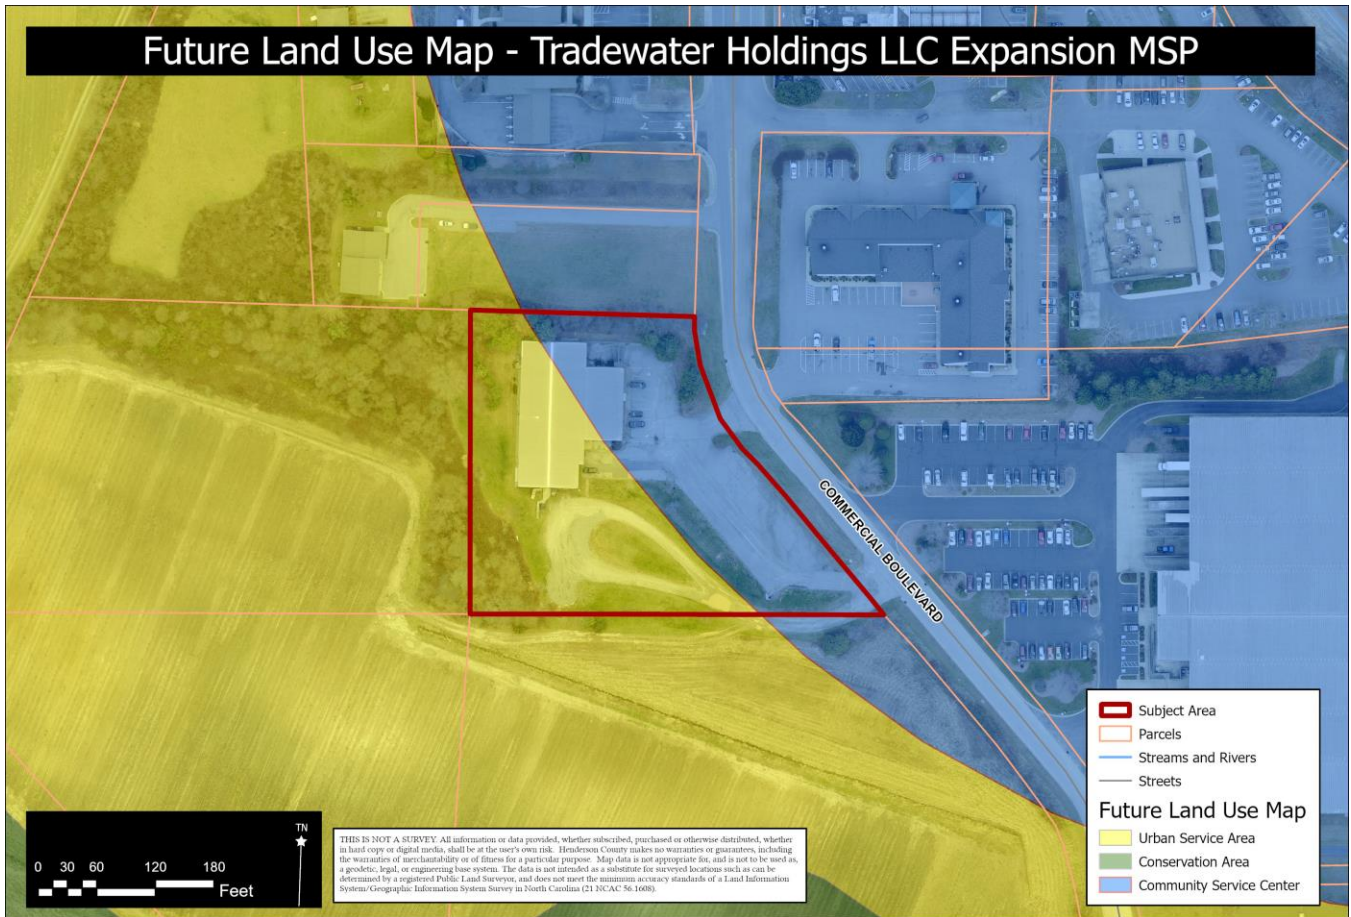 Future Land Use Map - Tradewater Holdings LLC Expansion MSP
COMMERCIAL BOULEVARD
Subject Area
Parcels
Streams and Rivers
Streets
Future Land Use Map
Urban Service Area
Conservation Area
Community Service Center
TN
0 30 60 120 180
Feet
THIS IS NOT A SURVEY. All information or data provided, whether subscribed, purchased or otherwise distributed, whether
in hard copy or digital media, shall be at the user's own risk. Henderson County makes no warranties or guarantees, including
the warranties of merchantability or of fitness for a particular purpose. Map data is not appropriate for, and is not to be used as,
a geodetic, legal, or engineering base system. The data is not intended as a substitute for surveyed locations such as can be
determined by a registered Public Land Surveyor, and does not meet the minimum accuracy standards of a Land Information
System/Geographic Information System Survey in North Carolina (21 NCAC 56.1608).